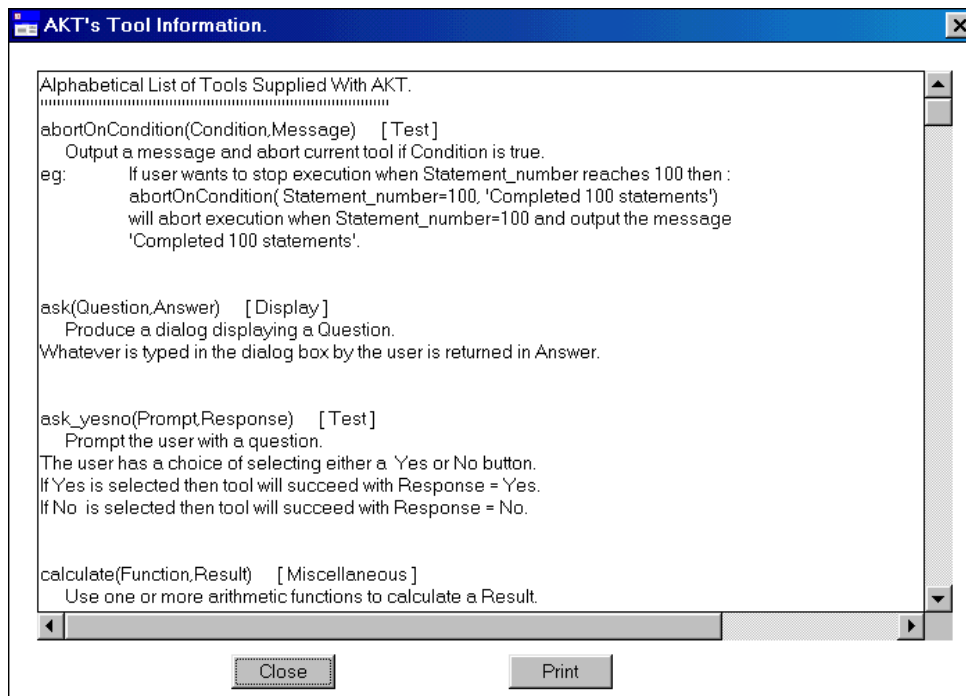 AKT's Tool Information.
Alphabetical List of Tools Supplied With AKT.
abortOnCondition(Condition,Message) [Test]
Output a message and abort current tool if Condition is true.
eg: If user wants to stop execution when Statement_number reaches 100 then :
abortOnCondition( Statement_number=100, 'Completed 100 statements')
will abort execution when Statement_number=100 and output the message
'Completed 100 statements'.
ask(Question,Answer) [Display]
Produce a dialog displaying a Question.
Whatever is typed in the dialog box by the user is returned in Answer.
ask_yesno(Prompt,Response) [Test]
Prompt the user with a question.
The user has a choice of selecting either a Yes or No button.
If Yes is selected then tool will succeed with Response = Yes.
If No is selected then tool will succeed with Response = No.
calculate(Function,Result) [Miscellaneous]
Use one or more arithmetic functions to calculate a Result.
Close Print